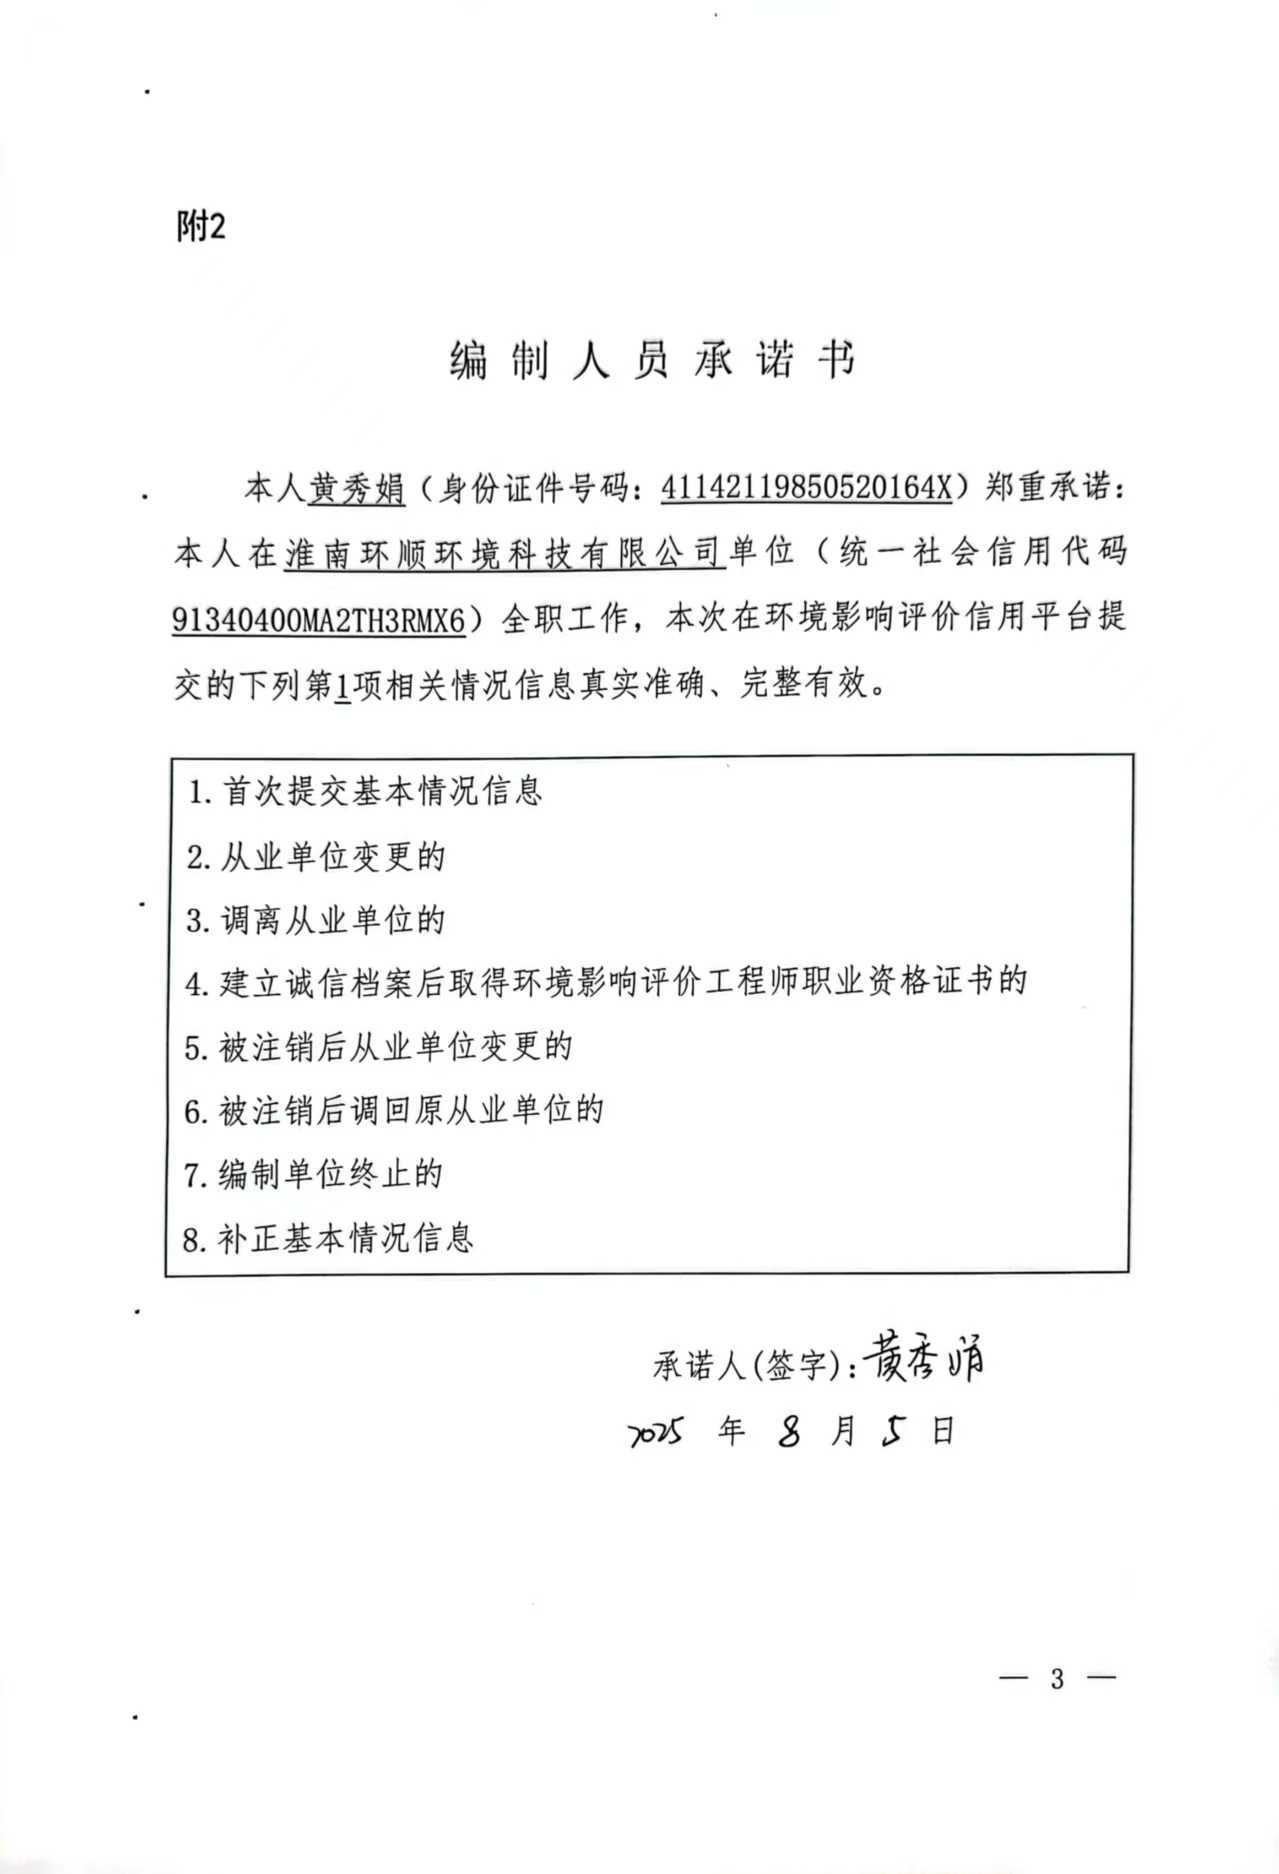 附2
编制人员承诺书
本人黄秀娟（身份证件号码：41142119850520164X）郑重承诺：
本人在淮南环顺环境科技有限公司单位（统一社会信用代码
91340400MA2TH3RMX6）全职工作，本次在环境影响评价信用平台提
交的下列第1项相关情况信息真实准确、完整有效。
1.首次提交基本情况信息
2.从业单位变更的
3.调离从业单位的
4.建立诚信档案后取得环境影响评价工程师职业资格证书的
5.被注销后从业单位变更的
6.被注销后调回原从业单位的
7.编制单位终止的
8.补正基本情况信息
承诺人(签字)：黄秀娟
2025 年 8 月 5 日
— 3 —